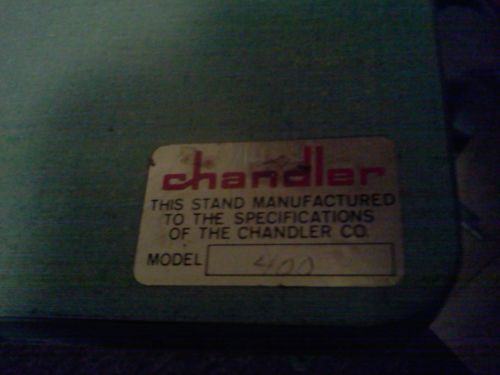 chandler
THIS STAND MANUFACTURED
TO THE SPECIFICATIONS
OF THE CHANDLER CO.
MODEL 400